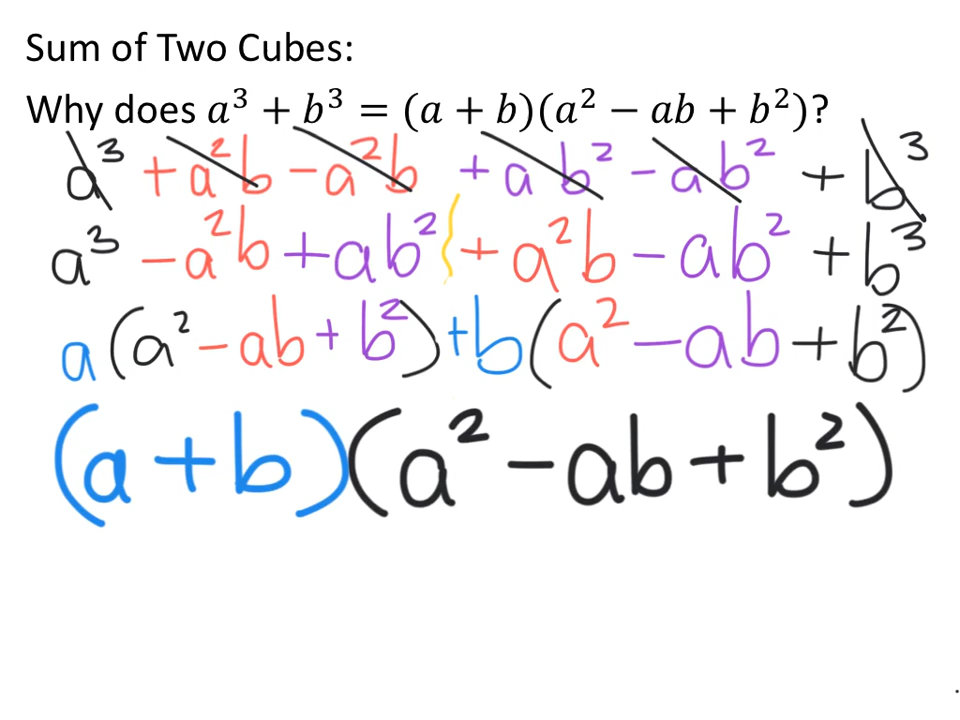 Sum of Two Cubes:
Why does a³ + b³ = (a + b)(a² − ab + b²)?
a³ + a²b − a²b + ab² − ab² + b³
a³ − a²b + ab² + a²b − ab² + b³
a(a² − ab + b²) + b(a² − ab + b²)
(a + b)(a² − ab + b²)
.